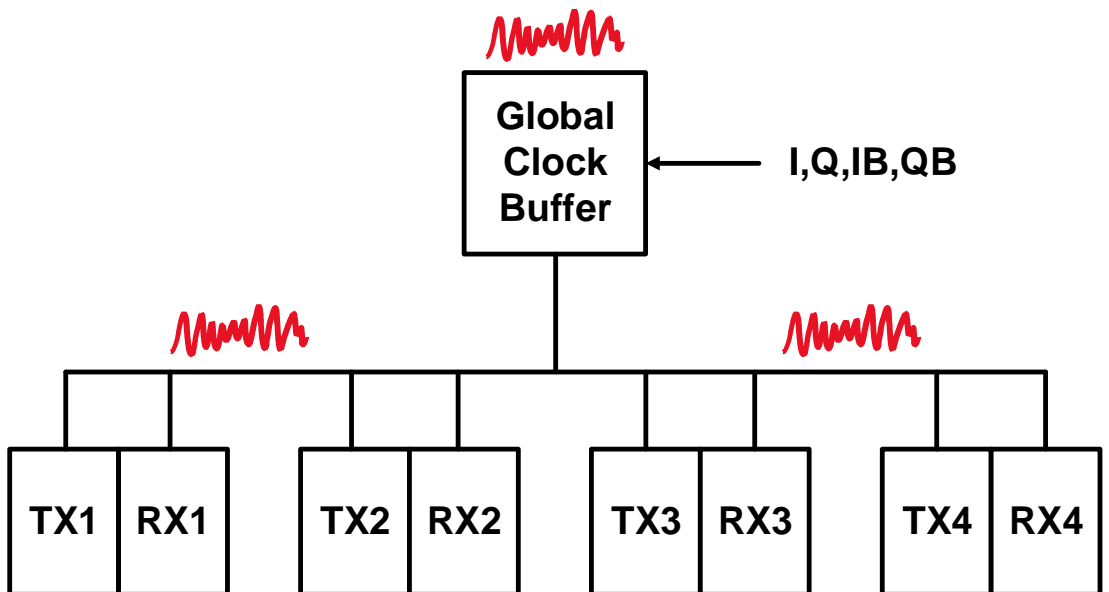 Global
Clock
Buffer
I,Q,IB,QB
TX1
RX1
TX2
RX2
TX3
RX3
TX4
RX4